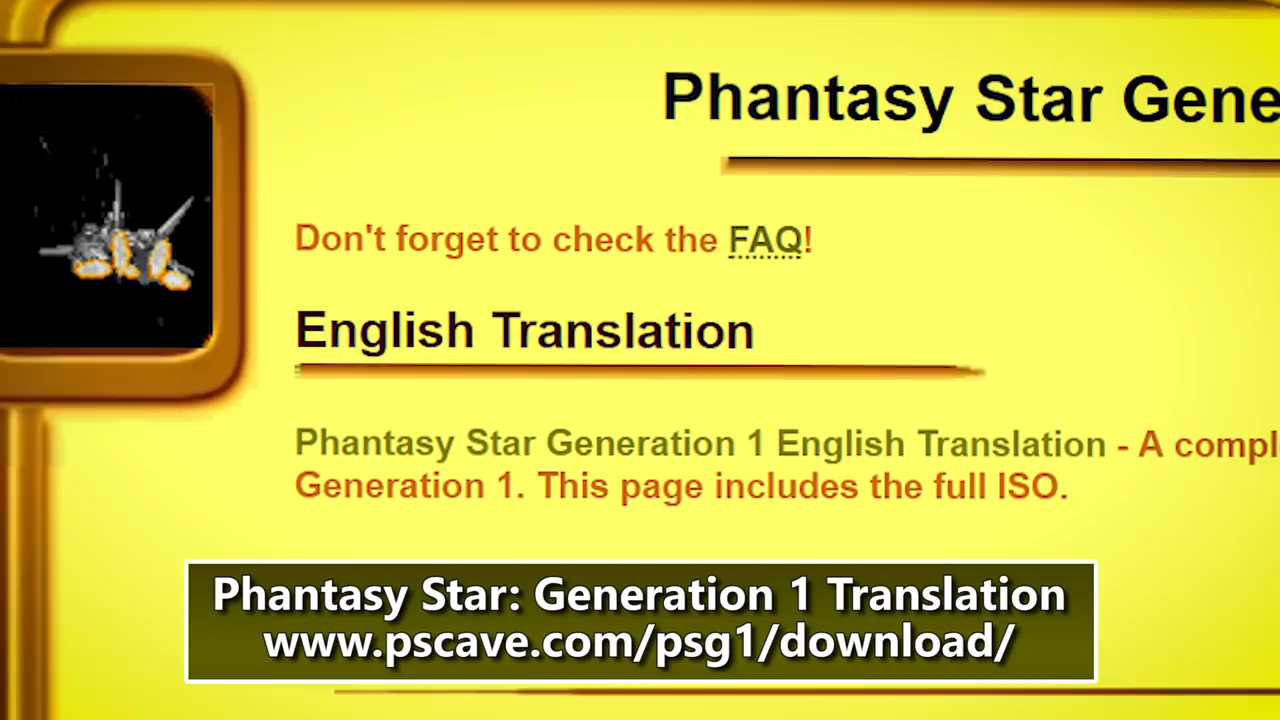 Phantasy Star Gene
Don't forget to check the FAQ!
English Translation
Phantasy Star Generation 1 English Translation - A compl
Generation 1. This page includes the full ISO.
Phantasy Star: Generation 1 Translation
www.pscave.com/psg1/download/